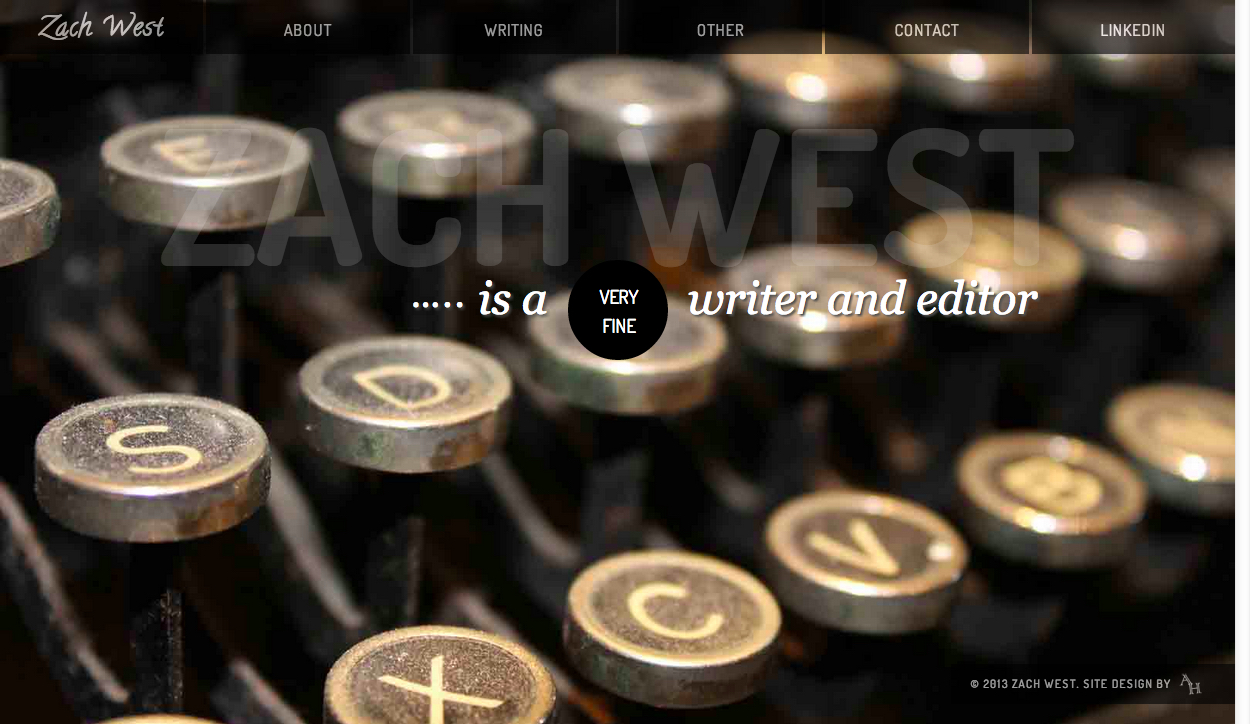 Zach West
ABOUT
WRITING
OTHER
CONTACT
LINKEDIN
ZACH WEST
..... is a VERY FINE writer and editor
E
S
D
C
V
B
X
© 2013 ZACH WEST. SITE DESIGN BY AH